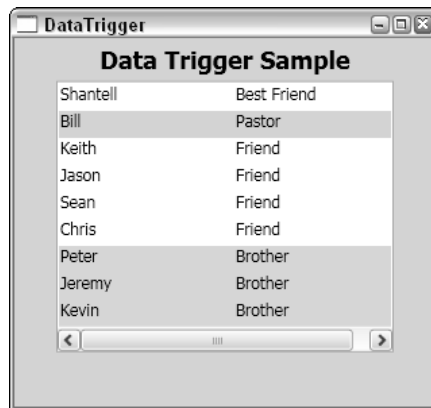 DataTrigger
Data Trigger Sample
Shantell Best Friend
Bill Pastor
Keith Friend
Jason Friend
Sean Friend
Chris Friend
Peter Brother
Jeremy Brother
Kevin Brother